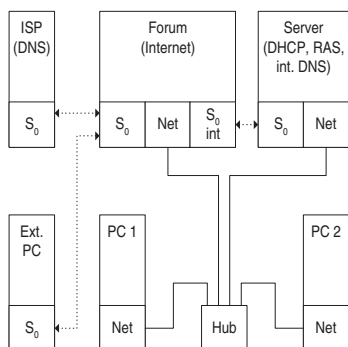 ISP
(DNS)
S₀
Forum
(Internet)
S₀
Net
S₀
int
Server
(DHCP, RAS,
int. DNS)
S₀
Net
Ext.
PC
S₀
PC 1
Net
Hub
PC 2
Net